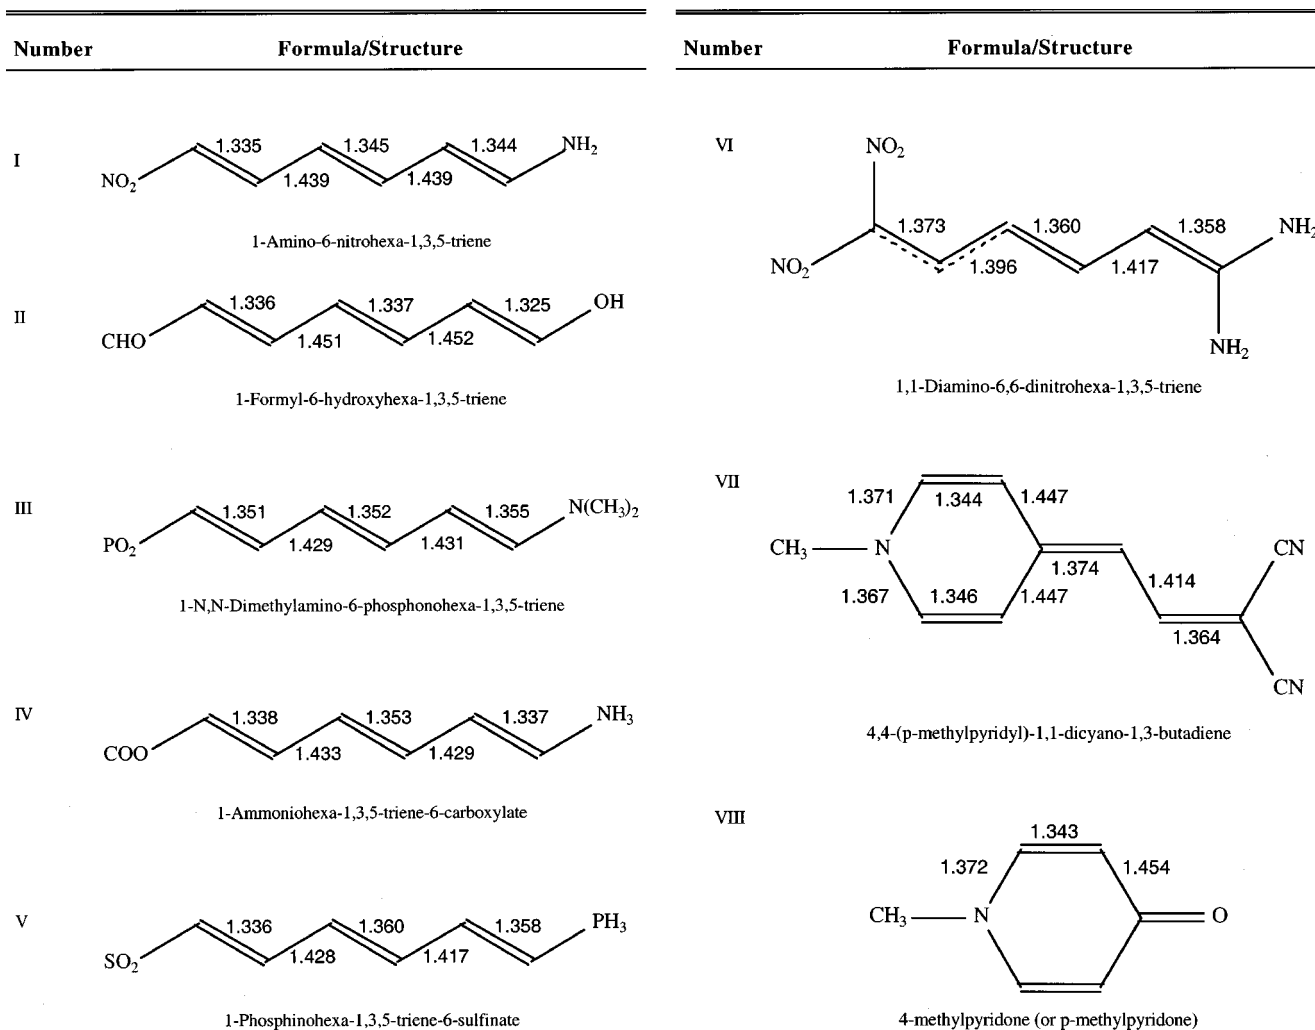 Number Formula/Structure
I
1.335 1.345 1.344 NH2
NO2 1.439 1.439
1-Amino-6-nitrohexa-1,3,5-triene
II
1.336 1.337 1.325 OH
CHO 1.451 1.452
1-Formyl-6-hydroxyhexa-1,3,5-triene
III
1.351 1.352 1.355 N(CH3)2
PO2 1.429 1.431
1-N,N-Dimethylamino-6-phosphonohexa-1,3,5-triene
IV
1.338 1.353 1.337 NH3
COO 1.433 1.429
1-Ammoniohexa-1,3,5-triene-6-carboxylate
V
1.336 1.360 1.358 PH3
SO2 1.428 1.417
1-Phosphinohexa-1,3,5-triene-6-sulfinate
Number Formula/Structure
VI
NO2
1.373 1.360 1.358 NH2
NO2 1.396 1.417
NH2
1,1-Diamino-6,6-dinitrohexa-1,3,5-triene
VII
1.371 1.344 1.447
CH3 N 1.374 CN
1.414
1.367 1.346 1.447
1.364
CN
4,4-(p-methylpyridyl)-1,1-dicyano-1,3-butadiene
VIII
1.343
1.372 1.454
CH3 N O
4-methylpyridone (or p-methylpyridone)